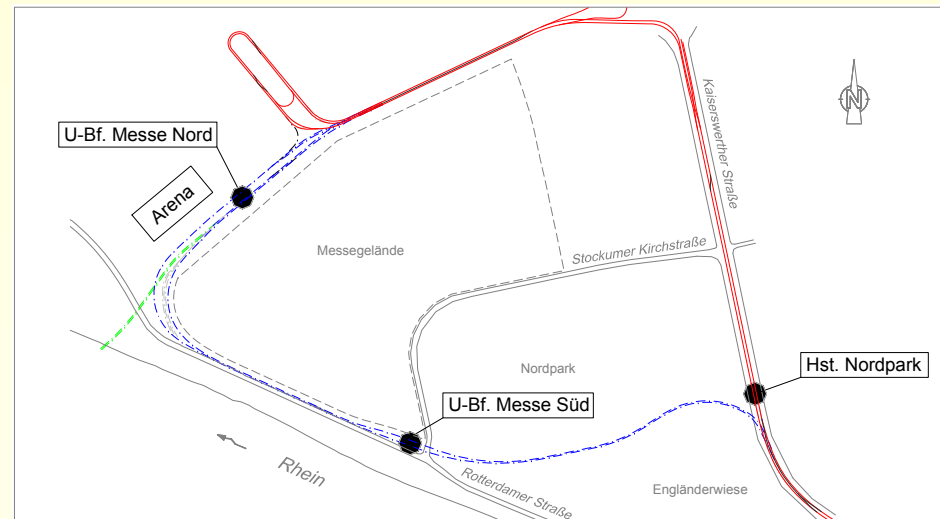 N
U-Bf. Messe Nord
Arena
Kaiserswerther Straße
Messegelände
Stockumer Kirchstraße
Nordpark
Hst. Nordpark
U-Bf. Messe Süd
Rhein
Rotterdamer Straße
Engländerwiese